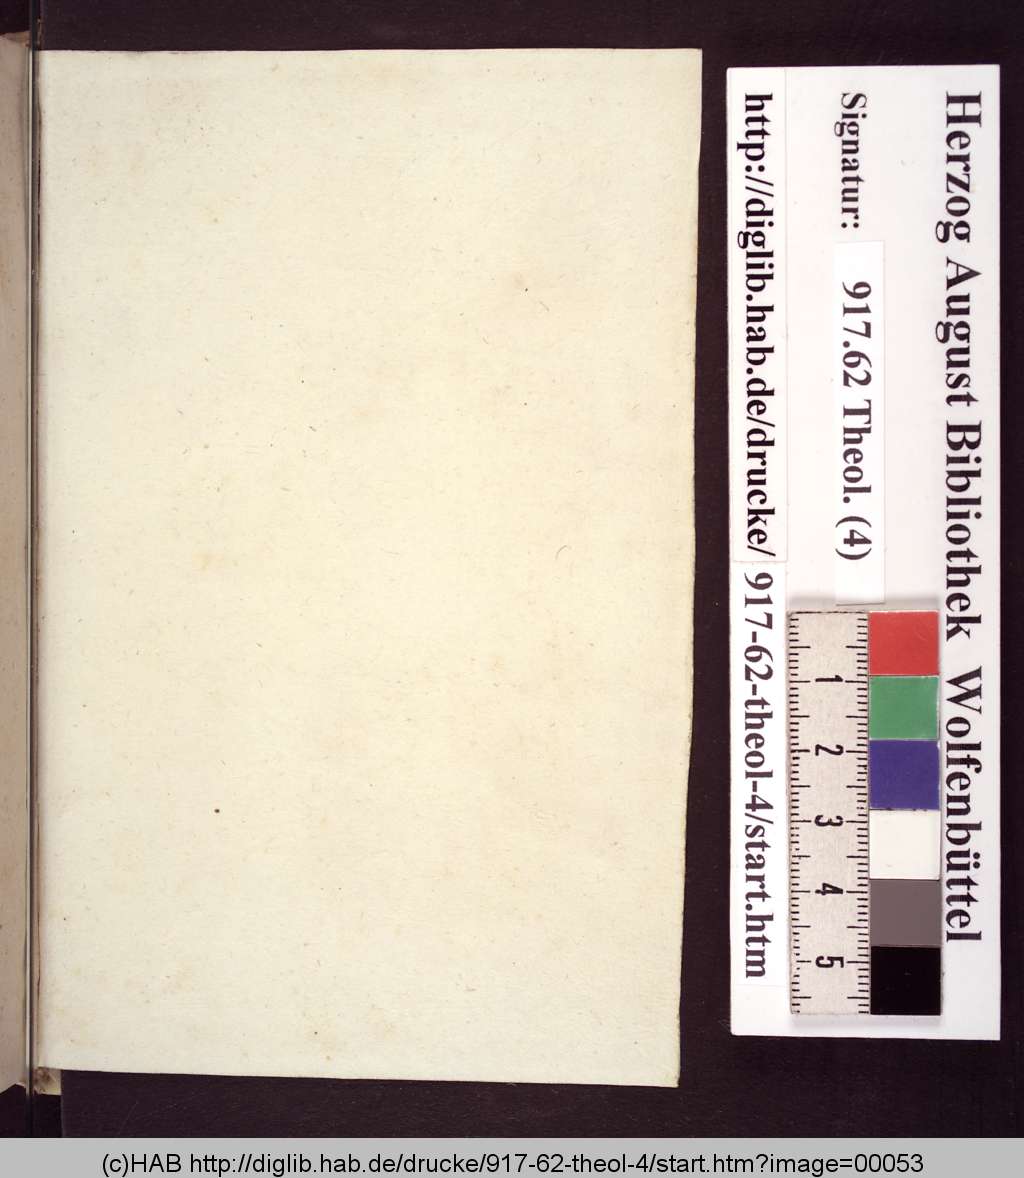 Herzog August Bibliothek Wolfenbüttel
Signatur: 917.62 Theol. (4)
http://diglib.hab.de/drucke/ 917-62-theol-4/start.htm
1 2 3 4 5
(c)HAB http://diglib.hab.de/drucke/917-62-theol-4/start.htm?image=00053